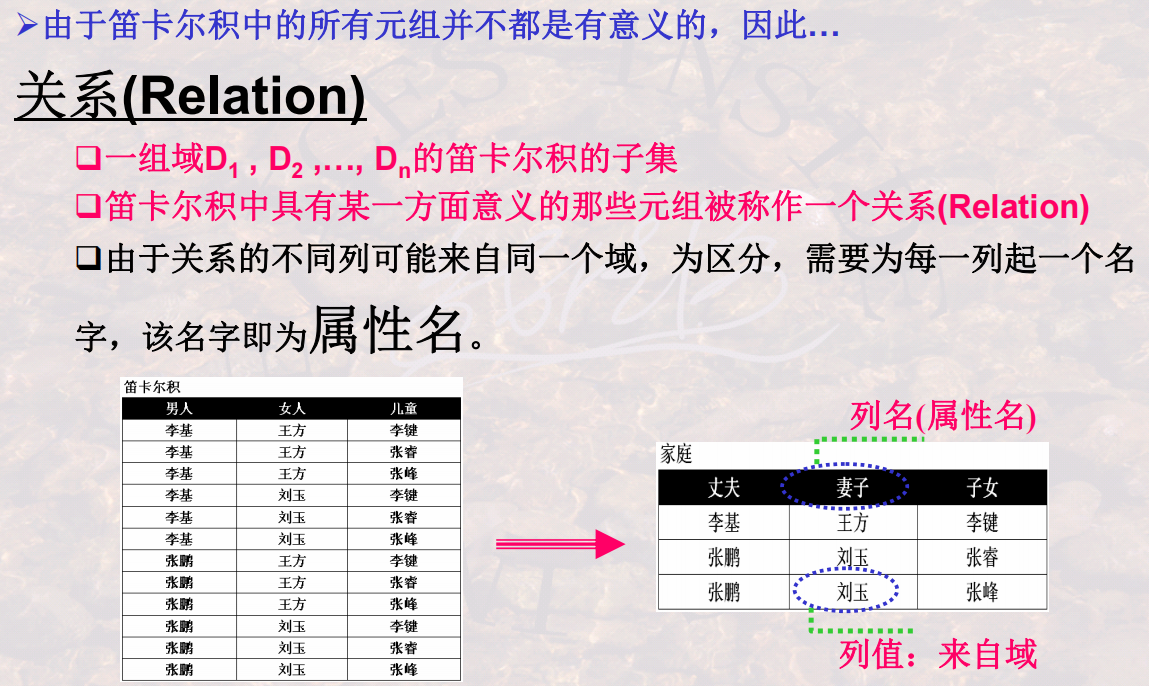 ➢由于笛卡尔积中的所有元组并不都是有意义的，因此…
关系(Relation)
❑一组域D1 , D2 ,…, Dn的笛卡尔积的子集
❑笛卡尔积中具有某一方面意义的那些元组被称作一个关系(Relation)
❑由于关系的不同列可能来自同一个域，为区分，需要为每一列起一个名
字，该名字即为属性名。
笛卡尔积
男人 女人 儿童
李基 王方 李键
李基 王方 张睿
李基 王方 张峰
李基 刘玉 李键
李基 刘玉 张睿
李基 刘玉 张峰
张鹏 王方 李键
张鹏 王方 张睿
张鹏 王方 张峰
张鹏 刘玉 李键
张鹏 刘玉 张睿
张鹏 刘玉 张峰
列名(属性名)
家庭
丈夫 妻子 子女
李基 王方 李键
张鹏 刘玉 张睿
张鹏 刘玉 张峰
列值：来自域